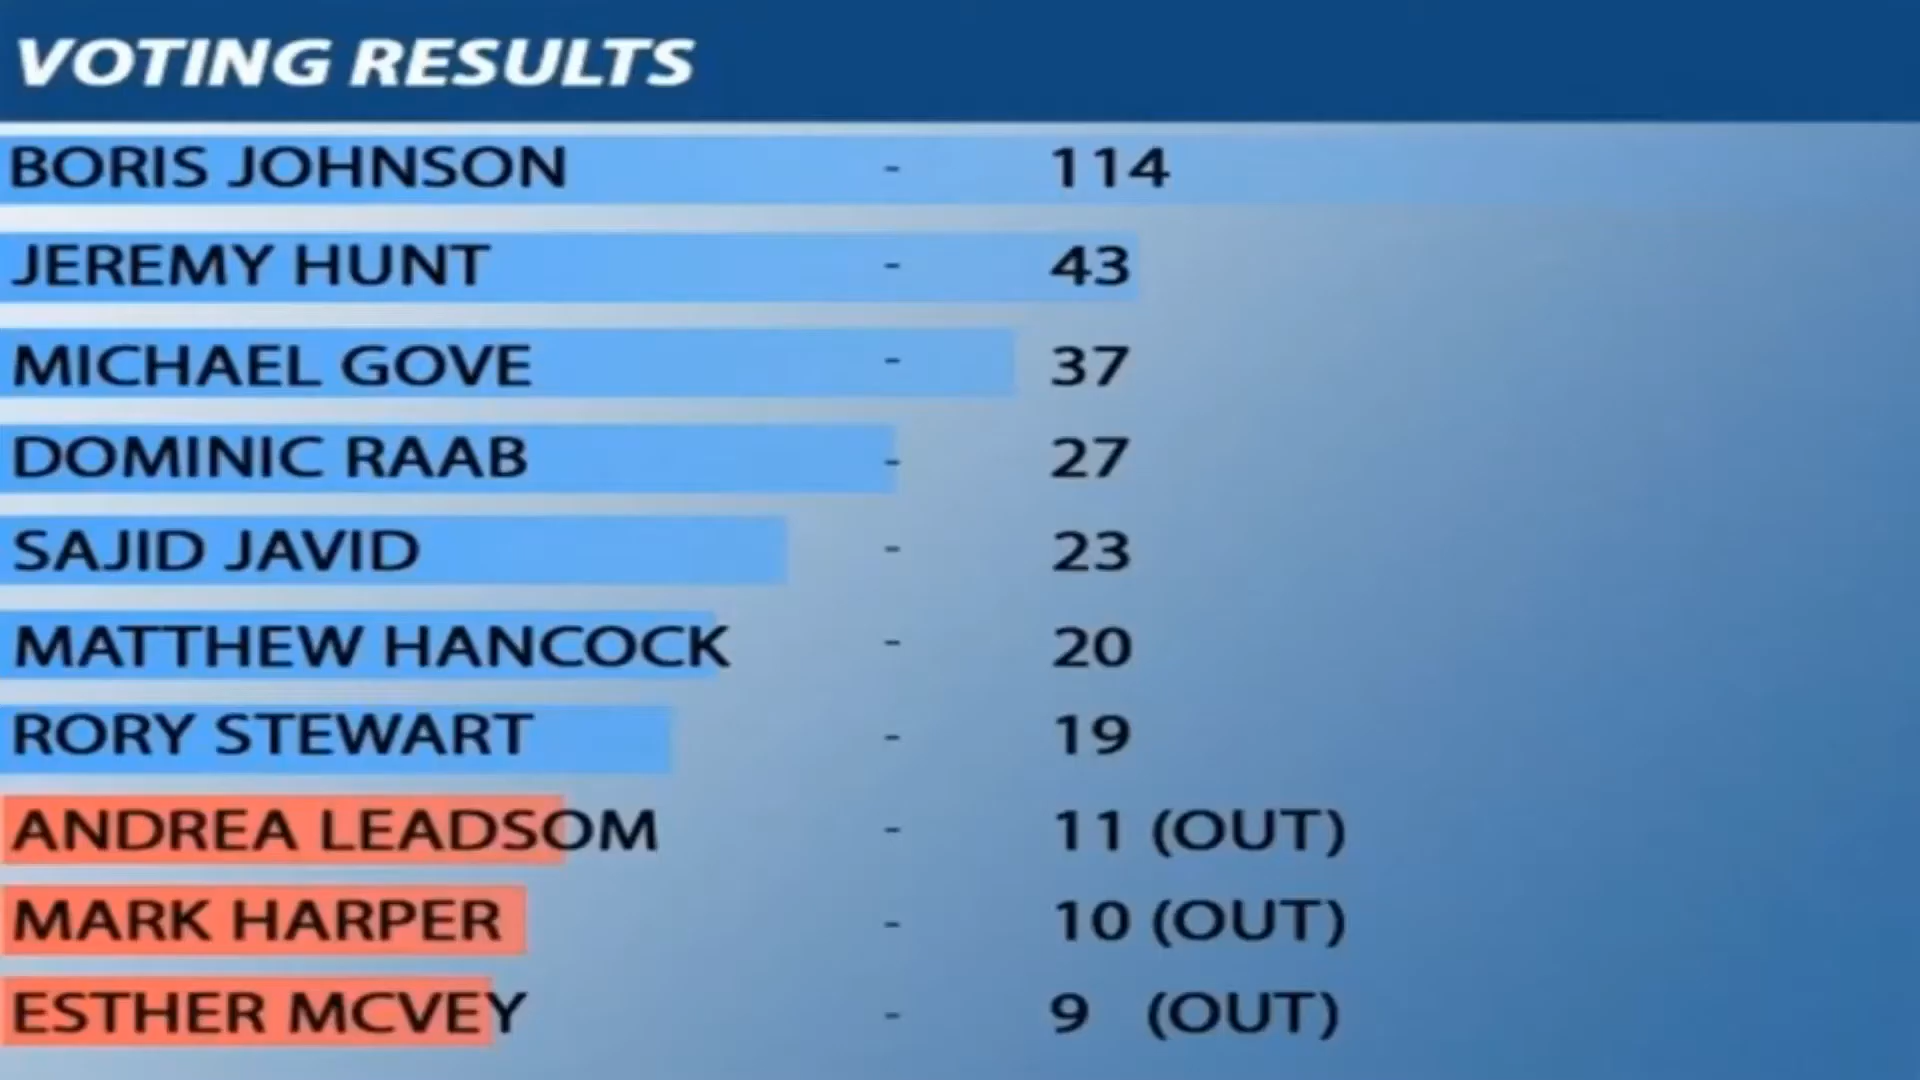 VOTING RESULTS
BORIS JOHNSON - 114
JEREMY HUNT - 43
MICHAEL GOVE - 37
DOMINIC RAAB - 27
SAJID JAVID - 23
MATTHEW HANCOCK - 20
RORY STEWART - 19
ANDREA LEADSOM - 11 (OUT)
MARK HARPER - 10 (OUT)
ESTHER MCVEY - 9 (OUT)